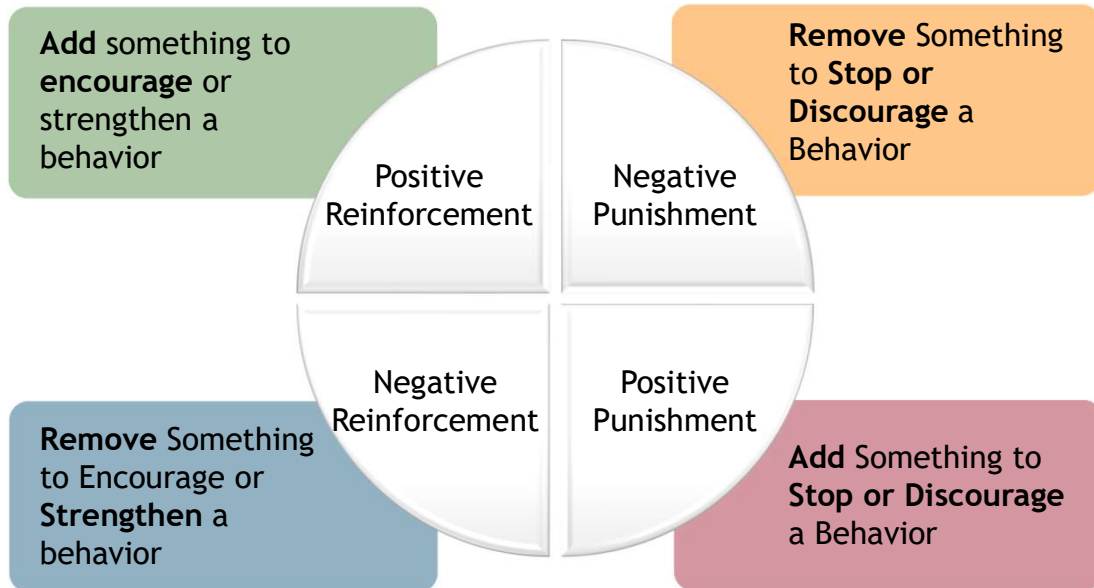 Add something to
encourage or
strengthen a
behavior
Remove Something
to Stop or
Discourage a
Behavior
Positive
Reinforcement
Negative
Punishment
Negative
Reinforcement
Positive
Punishment
Remove Something
to Encourage or
Strengthen a
behavior
Add Something to
Stop or Discourage
a Behavior